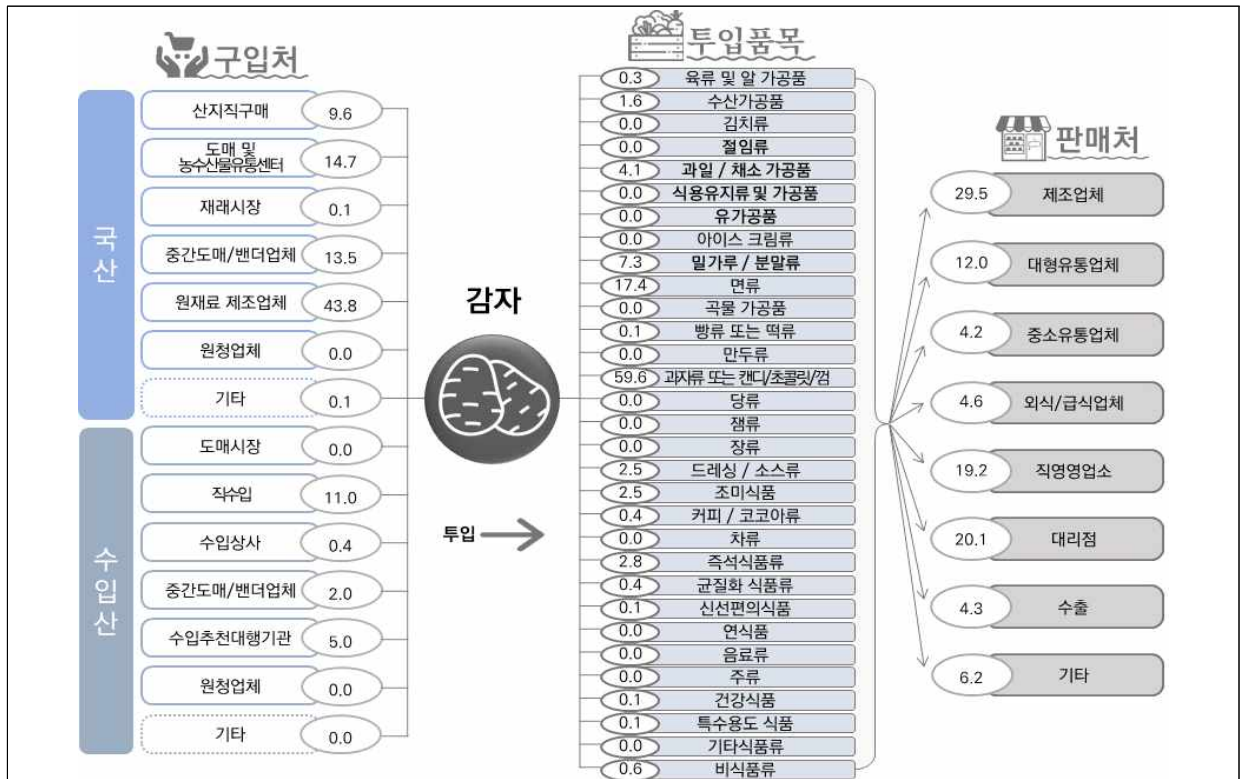 구입처
국산
산지직구매 9.6
도매 및
농수산물유통센터 14.7
재래시장 0.1
중간도매/밴더업체 13.5
원재료 제조업체 43.8
원청업체 0.0
기타 0.1
수입산
도매시장 0.0
직수입 11.0
수입상사 0.4
중간도매/밴더업체 2.0
수입추천대행기관 5.0
원청업체 0.0
기타 0.0
감자
투입
투입품목
0.3 육류 및 알 가공품
1.6 수산가공품
0.0 김치류
0.0 절임류
4.1 과일 / 채소 가공품
0.0 식용유지류 및 가공품
0.0 유가공품
0.0 아이스 크림류
7.3 밀가루 / 분말류
17.4 면류
0.0 곡물 가공품
0.1 빵류 또는 떡류
0.0 만두류
59.6 과자류 또는 캔디/초콜릿/껌
0.0 당류
0.0 잼류
0.0 장류
2.5 드레싱 / 소스류
2.5 조미식품
0.4 커피 / 코코아류
0.0 차류
2.8 즉석식품류
0.4 균질화 식품류
0.1 신선편의식품
0.0 연식품
0.0 음료류
0.0 주류
0.1 건강식품
0.1 특수용도 식품
0.0 기타식품류
0.6 비식품류
판매처
29.5 제조업체
12.0 대형유통업체
4.2 중소유통업체
4.6 외식/급식업체
19.2 직영영업소
20.1 대리점
4.3 수출
6.2 기타